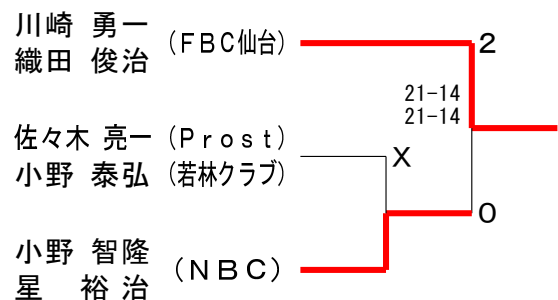 川崎 勇一 (FBC仙台)
織田 俊治
2
21-14
21-14
佐々木 亮一 (Prost)
小野 泰弘 (若林クラブ)
X
0
小野 智隆 (NBC)
星 裕治